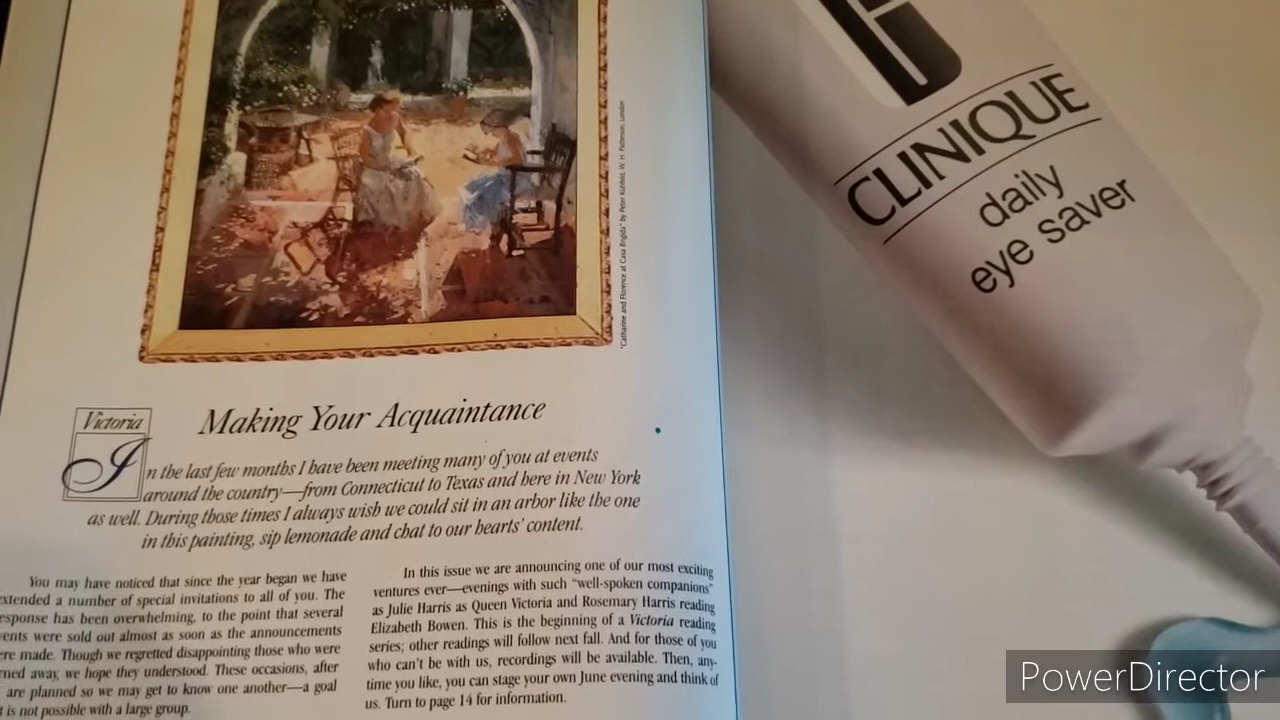 "Catharine and Florence at Casa Brigida" by Peter Kuhfeld, W. H. Patterson, London
Victoria
Making Your Acquaintance
In the last few months I have been meeting many of you at events
around the country—from Connecticut to Texas and here in New York
as well. During those times I always wish we could sit in an arbor like the one
in this painting, sip lemonade and chat to our hearts' content.
You may have noticed that since the year began we have
xtended a number of special invitations to all of you. The
esponse has been overwhelming, to the point that several
ents were sold out almost as soon as the announcements
re made. Though we regretted disappointing those who were
ned away, we hope they understood. These occasions, after
are planned so we may get to know one another—a goal
t is not possible with a large group.
In this issue we are announcing one of our most exciting
ventures ever—evenings with such "well-spoken companions"
as Julie Harris as Queen Victoria and Rosemary Harris reading
Elizabeth Bowen. This is the beginning of a Victoria reading
series; other readings will follow next fall. And for those of you
who can't be with us, recordings will be available. Then, any-
time you like, you can stage your own June evening and think of
us. Turn to page 14 for information.
CLINIQUE
daily
eye saver
PowerDirector